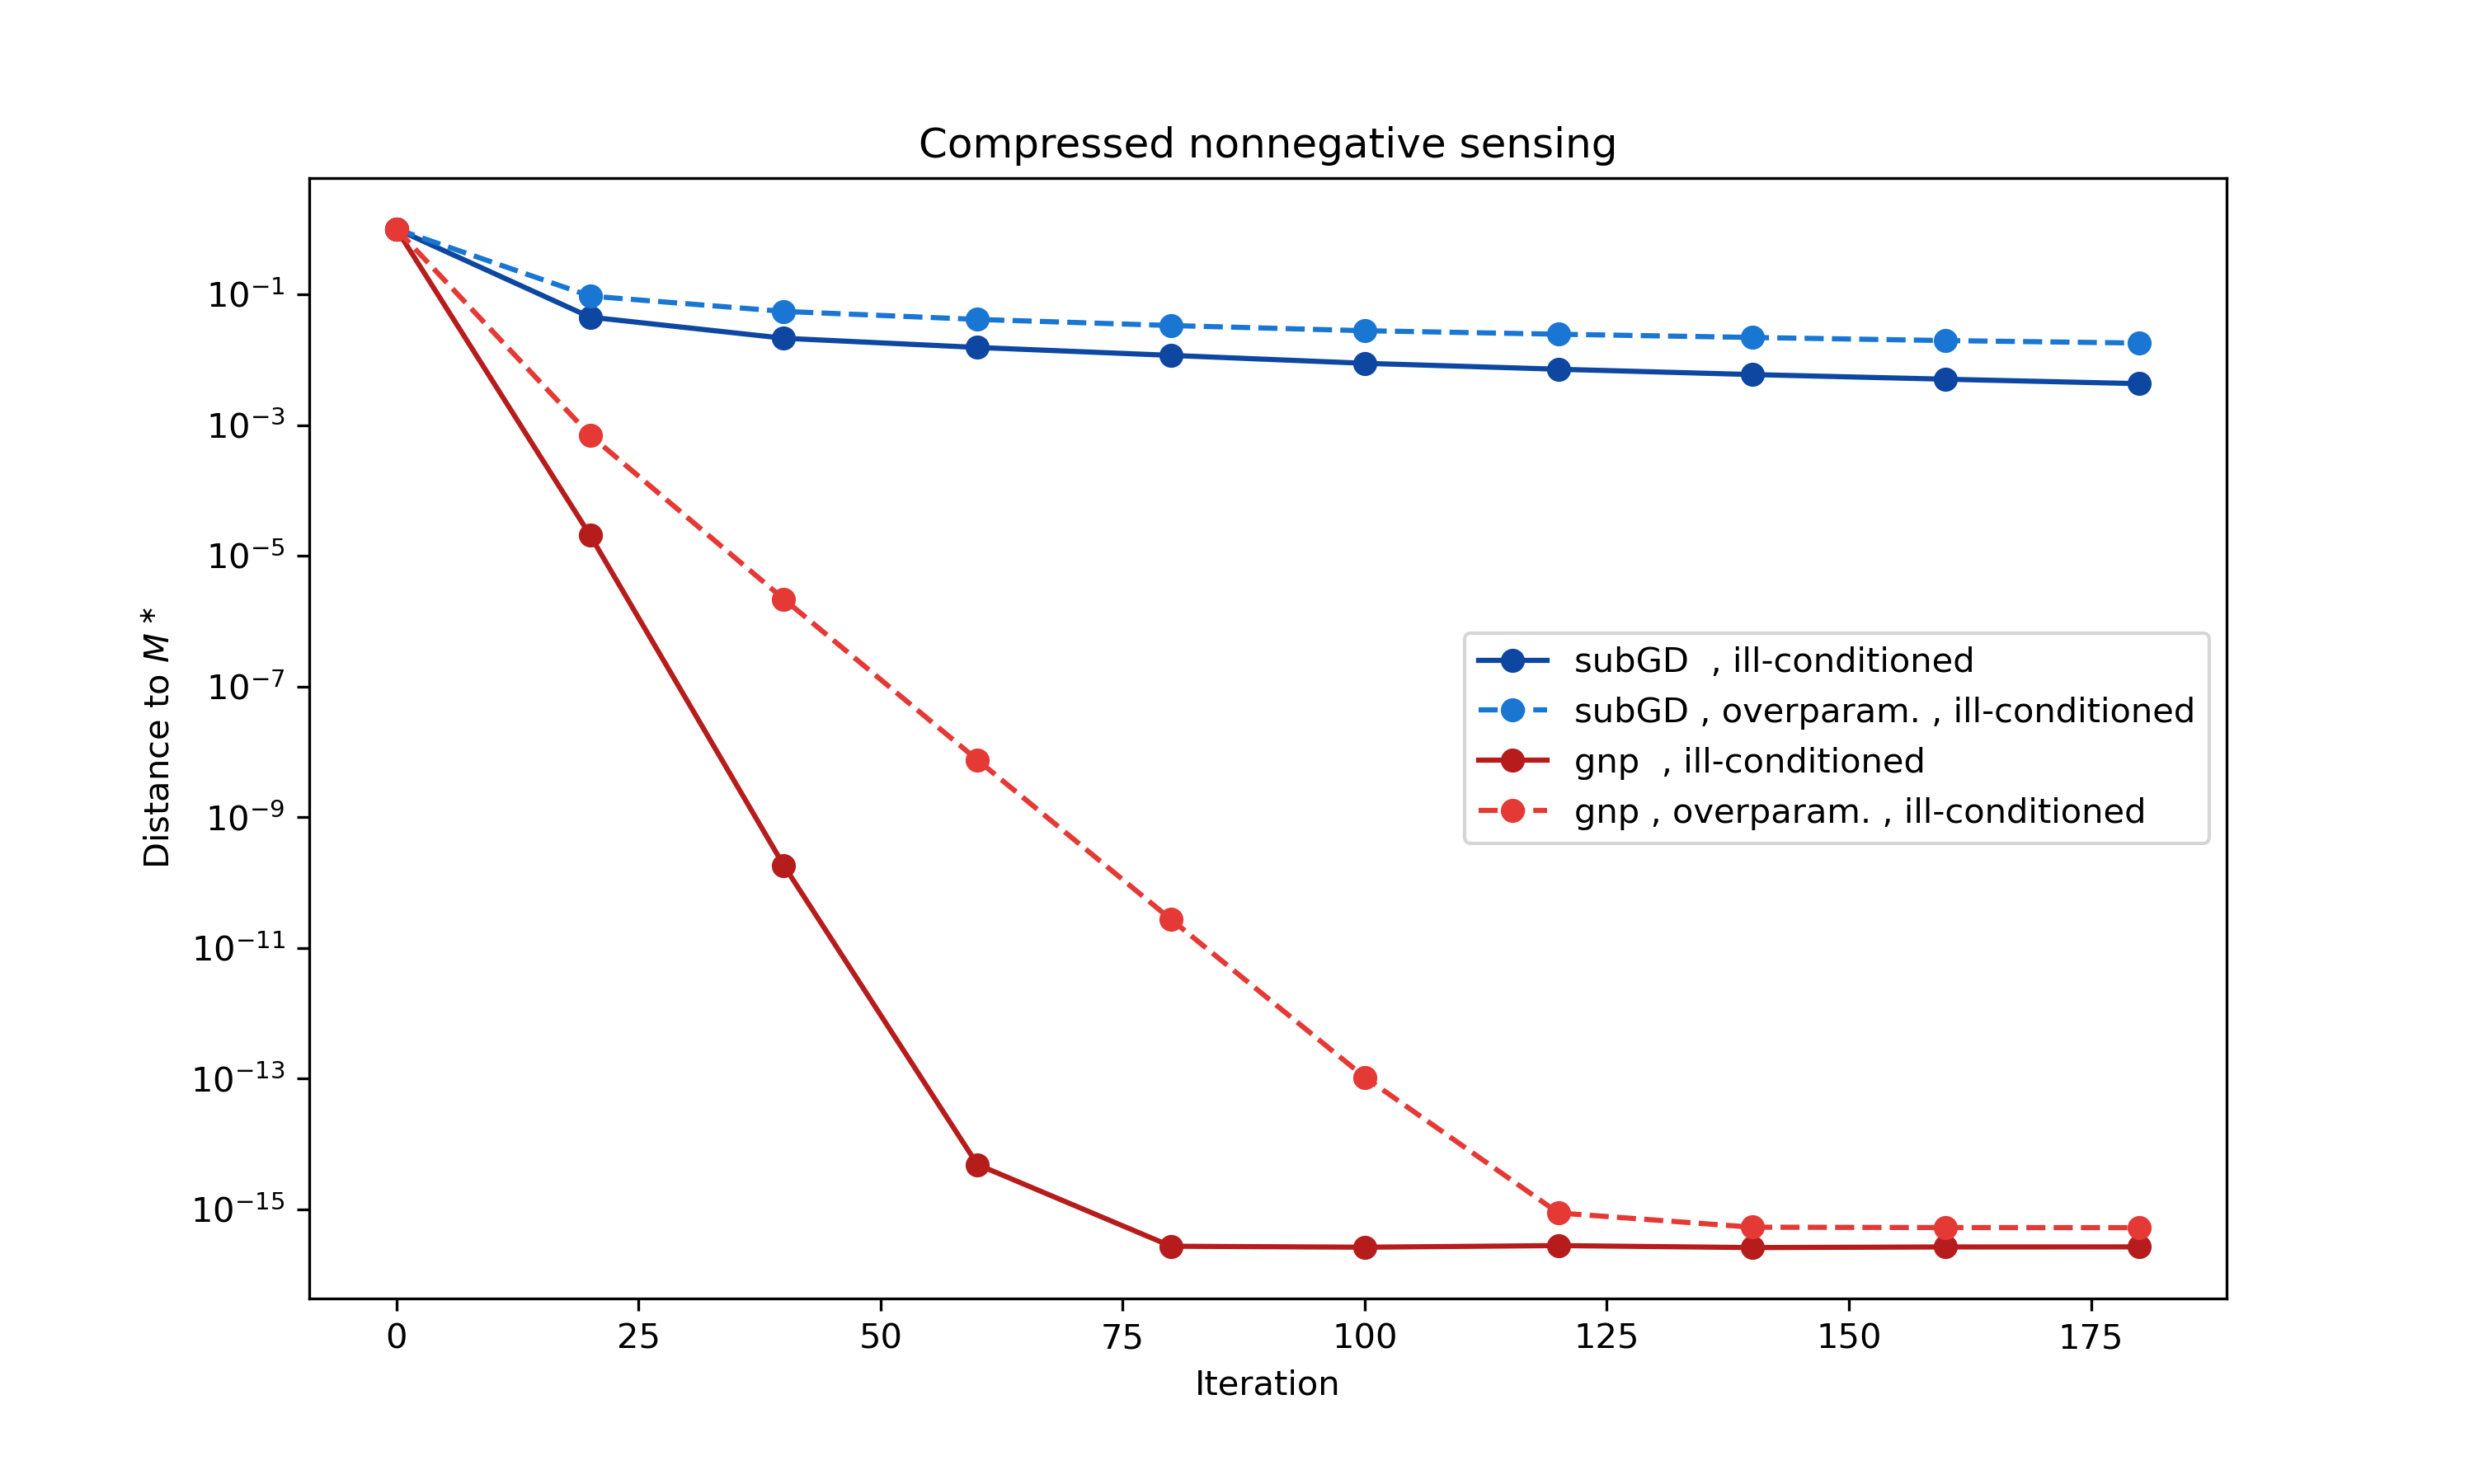 Compressed nonnegative sensing
Distance to M *
10⁻¹
10⁻³
10⁻⁵
10⁻⁷
10⁻⁹
10⁻¹¹
10⁻¹³
10⁻¹⁵
subGD , ill-conditioned
subGD , overparam. , ill-conditioned
gnp , ill-conditioned
gnp , overparam. , ill-conditioned
0 25 50 75 100 125 150 175
Iteration